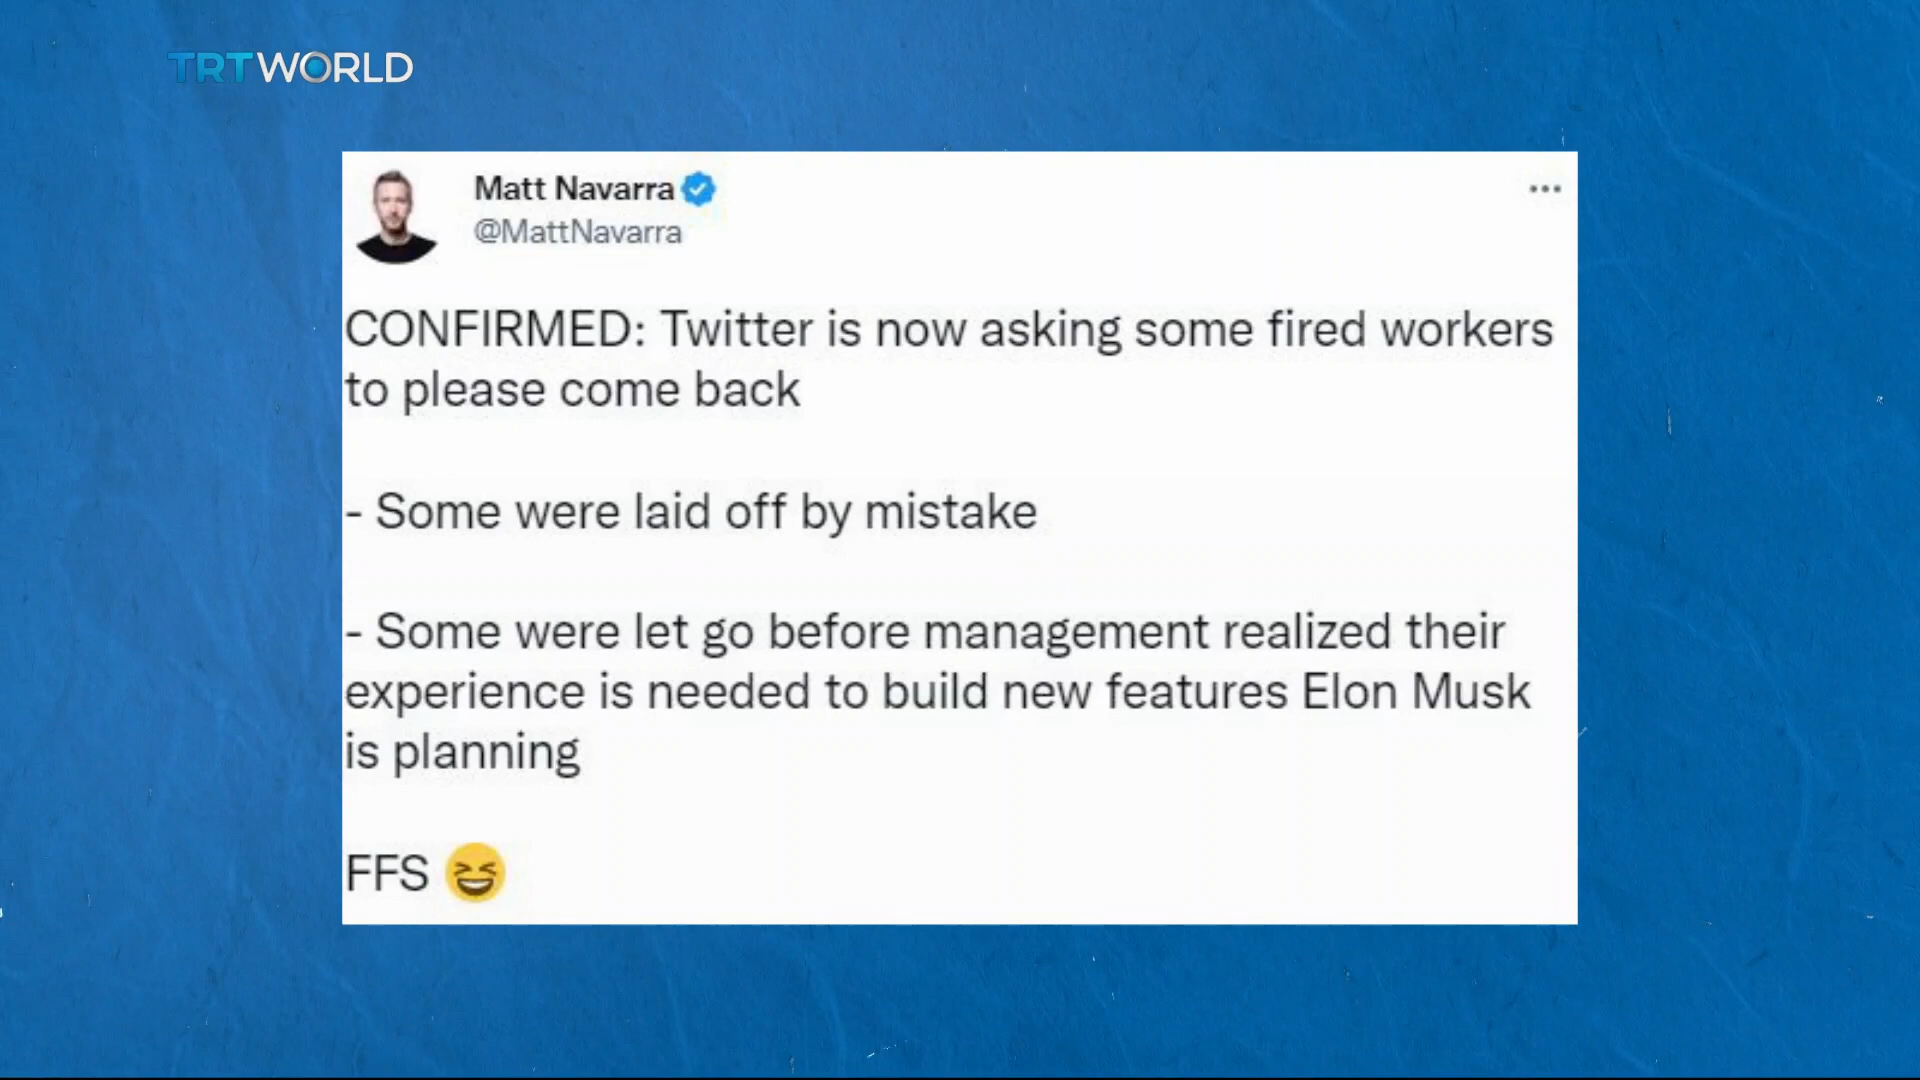 TRTWORLD
Matt Navarra
@MattNavarra
CONFIRMED: Twitter is now asking some fired workers
to please come back
- Some were laid off by mistake
- Some were let go before management realized their
experience is needed to build new features Elon Musk
is planning
FFS 😆